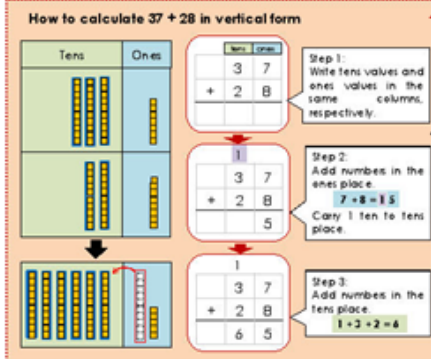 How to calculate 37 + 28 in vertical form
Tens Ones
tens ones
3 7
+ 2 8
Step 1:
Write tens values and
ones values in the
same columns,
respectively.
1
3 7
+ 2 8
5
Step 2:
Add numbers in the
ones place.
7 + 8 = 1 5
Carry 1 ten to tens
place.
1
3 7
+ 2 8
6 5
Step 3:
Add numbers in the
tens place.
1 + 3 + 2 = 6